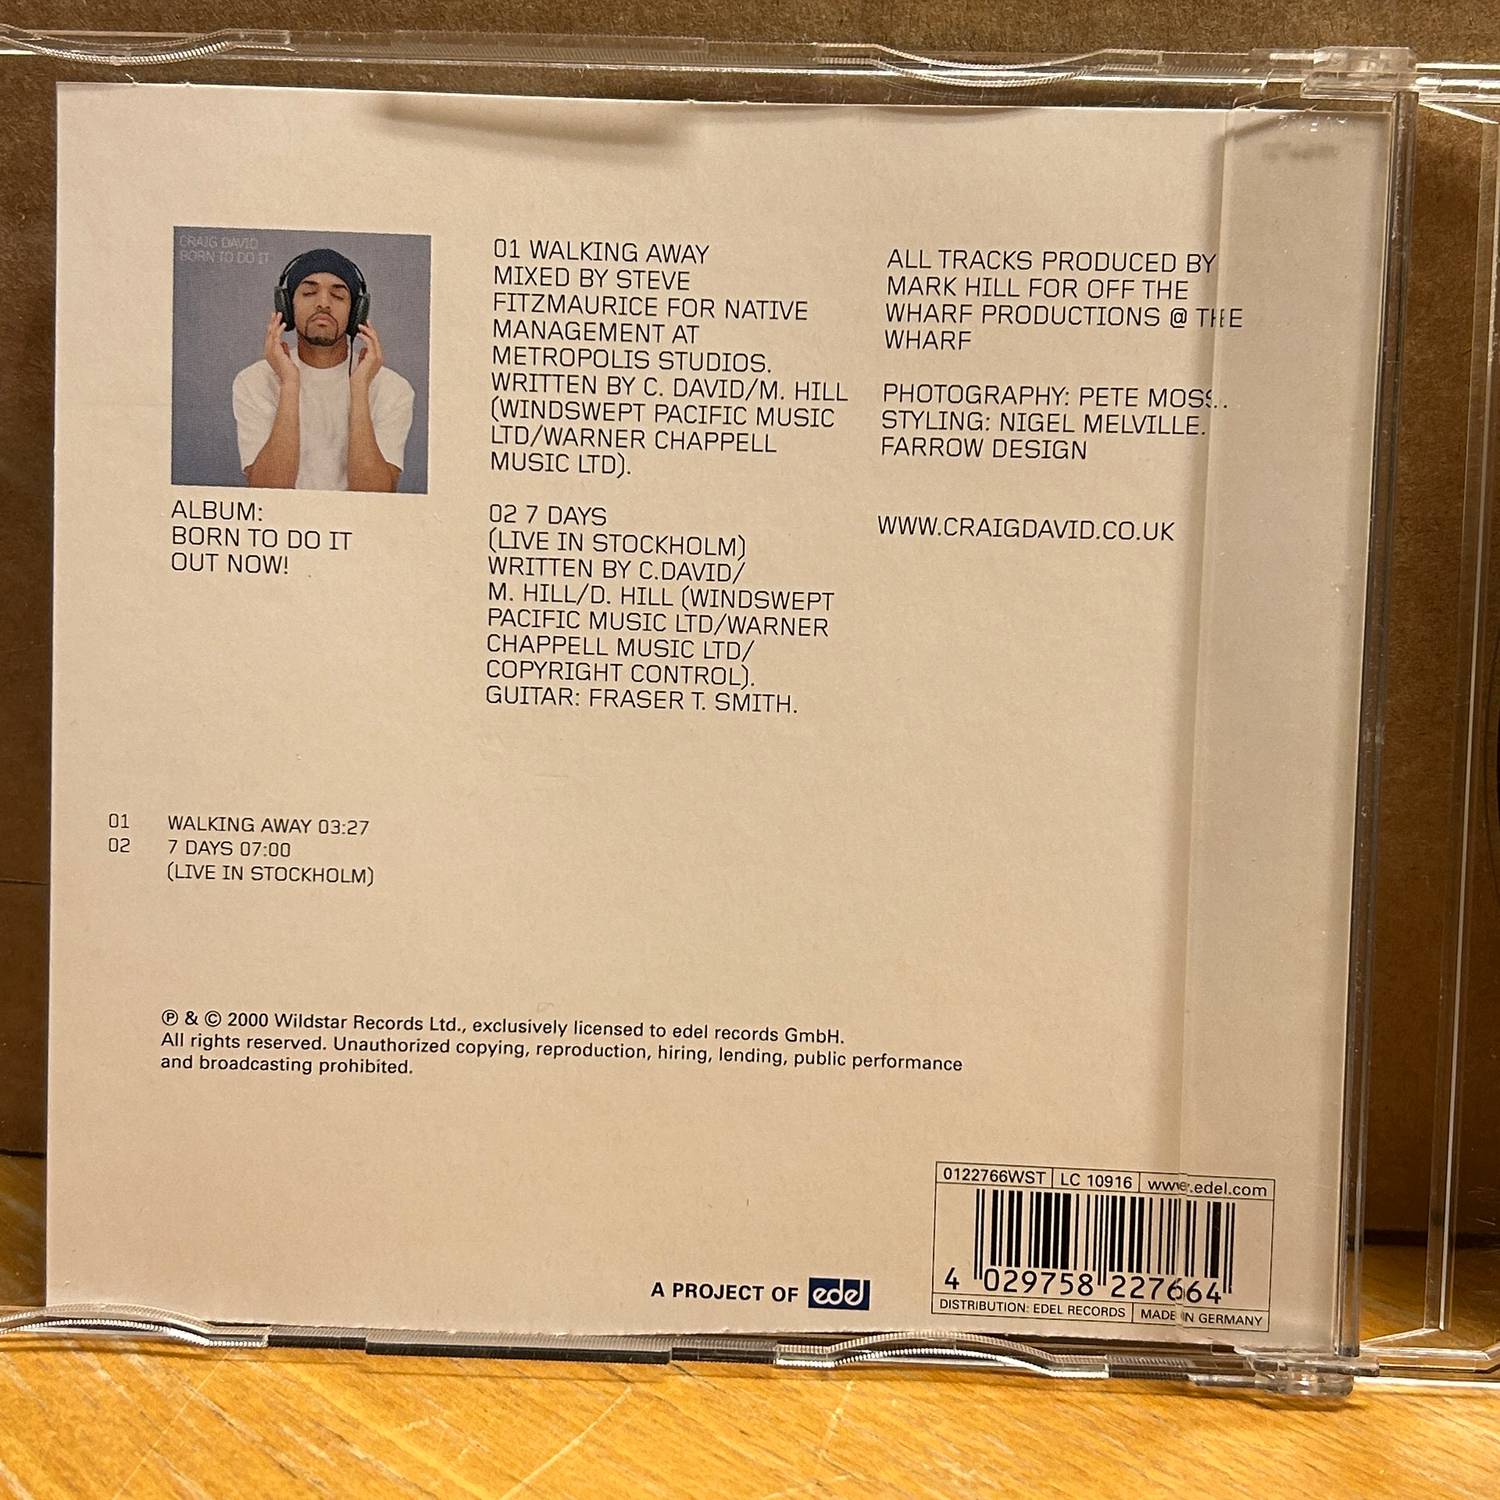 CRAIG DAVID
BORN TO DO IT
ALBUM:
BORN TO DO IT
OUT NOW!
01 WALKING AWAY
MIXED BY STEVE
FITZMAURICE FOR NATIVE
MANAGEMENT AT
METROPOLIS STUDIOS.
WRITTEN BY C. DAVID/M. HILL
(WINDSWEPT PACIFIC MUSIC
LTD/WARNER CHAPPELL
MUSIC LTD).
02 7 DAYS
(LIVE IN STOCKHOLM)
WRITTEN BY C.DAVID/
M. HILL/D. HILL (WINDSWEPT
PACIFIC MUSIC LTD/WARNER
CHAPPELL MUSIC LTD/
COPYRIGHT CONTROL).
GUITAR: FRASER T. SMITH.
ALL TRACKS PRODUCED BY
MARK HILL FOR OFF THE
WHARF PRODUCTIONS @ THE
WHARF
PHOTOGRAPHY: PETE MOSS.
STYLING: NIGEL MELVILLE.
FARROW DESIGN
WWW.CRAIGDAVID.CO.UK
01 WALKING AWAY 03:27
02 7 DAYS 07:00
(LIVE IN STOCKHOLM)
℗ & © 2000 Wildstar Records Ltd., exclusively licensed to edel records GmbH.
All rights reserved. Unauthorized copying, reproduction, hiring, lending, public performance
and broadcasting prohibited.
A PROJECT OF edel
0122766WST LC 10916 www.edel.com
4 029758 227664
DISTRIBUTION: EDEL RECORDS MADE IN GERMANY